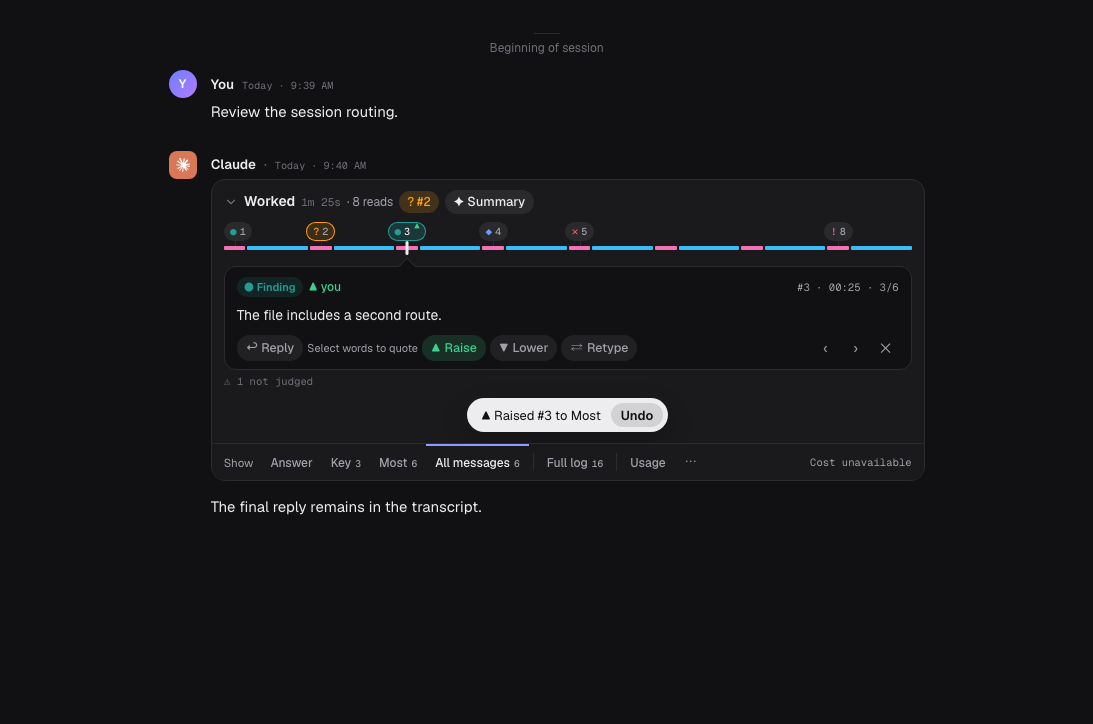 Beginning of session
Y You Today · 9:39 AM
Review the session routing.
Claude · Today · 9:40 AM
Worked 1m 25s · 8 reads ? #2 ✦ Summary
● 1 ? 2 ● 3 ▲ ◆ 4 × 5 ! 8
● Finding ▲ you #3 · 00:25 · 3/6
The file includes a second route.
↩ Reply Select words to quote ▲ Raise ▼ Lower ⇄ Retype ‹ › ×
⚠ 1 not judged
▲ Raised #3 to Most Undo
Show Answer Key 3 Most 6 All messages 6 Full log 16 Usage ··· Cost unavailable
The final reply remains in the transcript.